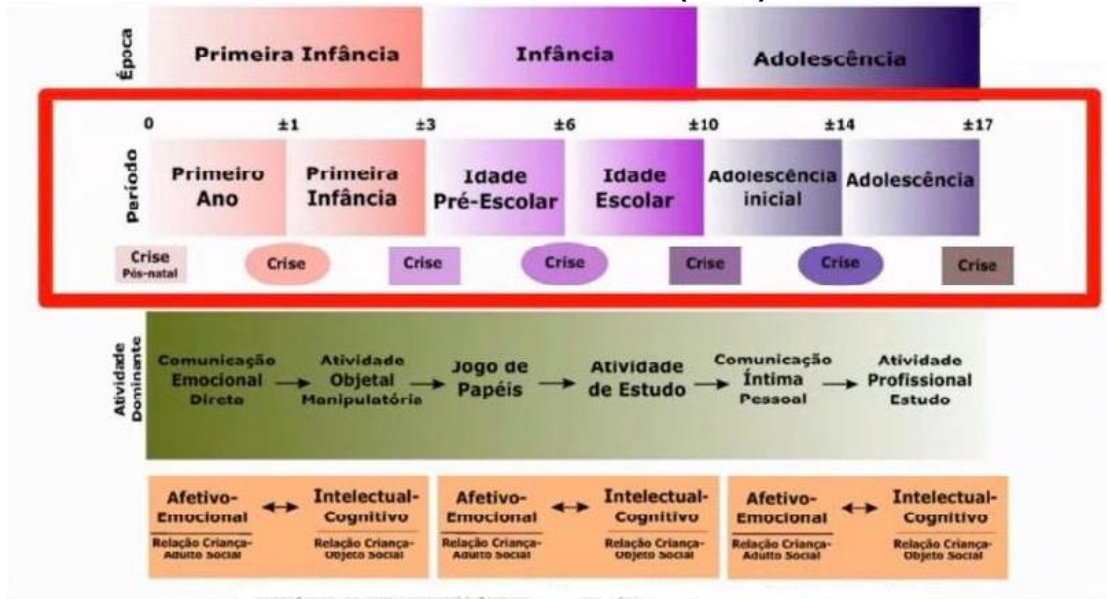 Época
Primeira Infância
Infância
Adolescência
0
±1
±3
±6
±10
±14
±17
Período
Primeiro
Ano
Primeira
Infância
Idade
Pré-Escolar
Idade
Escolar
Adolescência
inicial
Adolescência
Crise
Pós-natal
Crise
Crise
Crise
Crise
Crise
Crise
Atividade
Dominante
Comunicação
Emocional
Direta
Atividade
Objetal
Manipulatória
Jogo de
Papéis
Atividade
de Estudo
Comunicação
Íntima
Pessoal
Atividade
Profissional
Estudo
Afetivo-
Emocional
Relação Criança-
Adulto Social
Intelectual-
Cognitivo
Relação Criança-
Objeto Social
Afetivo-
Emocional
Relação Criança-
Adulto Social
Intelectual-
Cognitivo
Relação Criança-
Objeto Social
Afetivo-
Emocional
Relação Criança-
Adulto Social
Intelectual-
Cognitivo
Relação Criança-
Objeto Social